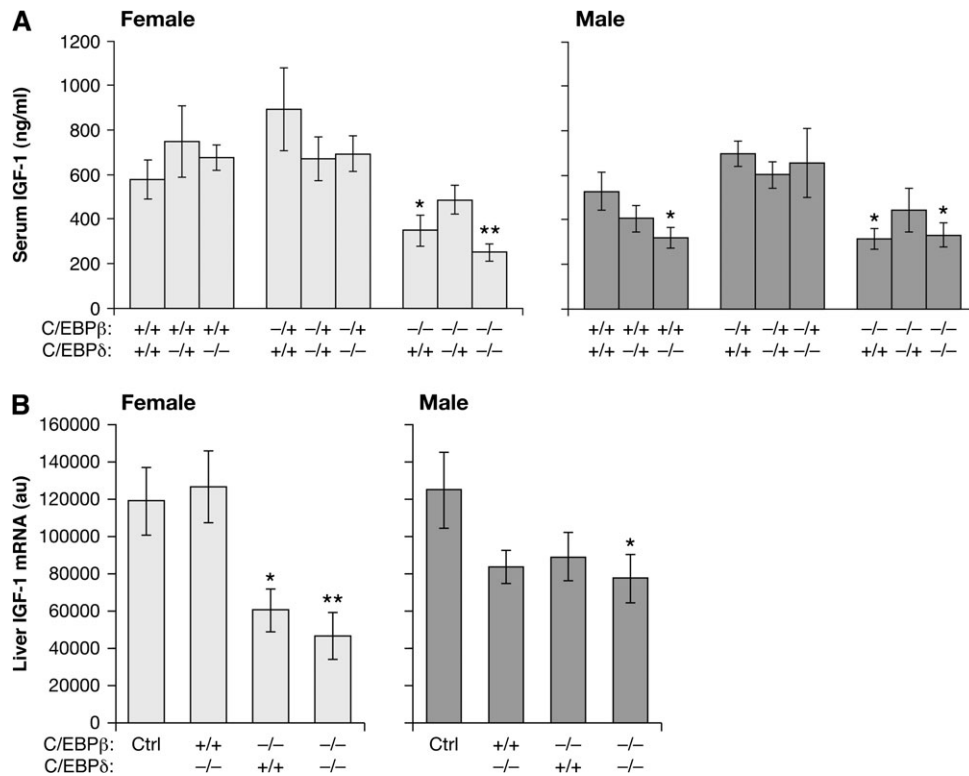 A
Female
Male
Serum IGF-1 (ng/ml)
1200
1000
800
600
400
200
0
* **
* * *
C/EBPβ: +/+ +/+ +/+ −/+ −/+ −/+ −/− −/− −/− +/+ +/+ +/+ −/+ −/+ −/+ −/− −/− −/−
C/EBPδ: +/+ −/+ −/− +/+ −/+ −/− +/+ −/+ −/− +/+ −/+ −/− +/+ −/+ −/− +/+ −/+ −/−
B
Female
Male
Liver IGF-1 mRNA (au)
160000
140000
120000
100000
80000
60000
40000
20000
0
* **
*
C/EBPβ: Ctrl +/+ −/− −/− Ctrl +/+ −/− −/−
C/EBPδ: −/− +/+ −/− −/− +/+ −/−